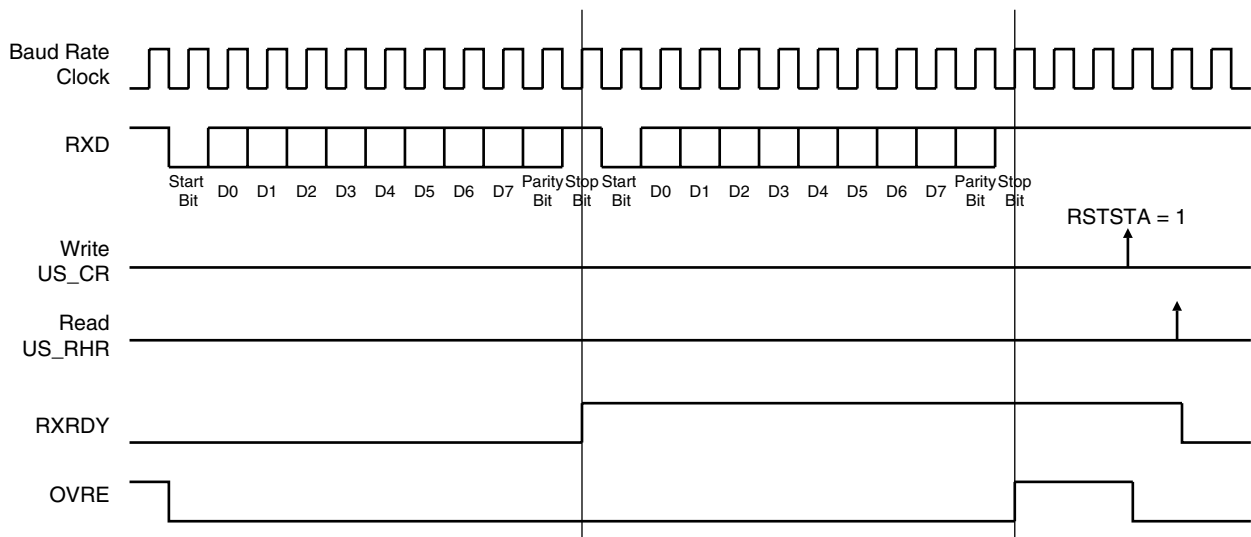 Baud Rate
Clock
RXD
Start
Bit
D0
D1
D2
D3
D4
D5
D6
D7
Parity
Bit
Stop
Bit
Start
Bit
D0
D1
D2
D3
D4
D5
D6
D7
Parity
Bit
Stop
Bit
RSTSTA = 1
Write
US_CR
Read
US_RHR
RXRDY
OVRE